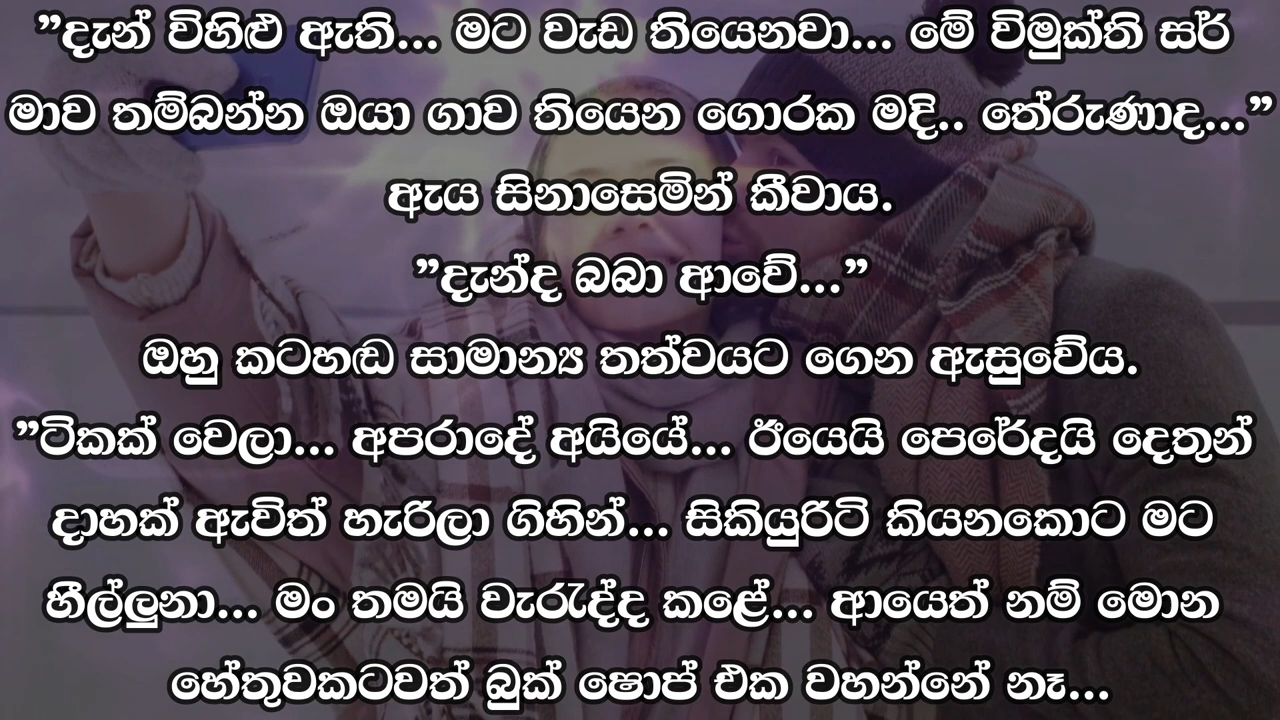 ”දැන් විහිළු ඇති... මට වැඩ තියෙනවා... මේ විමුක්ති සර්
මාව තම්බන්න ඔයා ගාව තියෙන ගොරක මදි.. තේරුණාද...”
ඇය සිනාසෙමින් කීවාය.
”දැන්ද බබා ආවේ...”
ඔහු කටහඬ සාමාන්‍ය තත්වයට ගෙන ඇසුවේය.
”ටිකක් වෙලා... අපරාදේ අයියේ... ඊයෙයි පෙරේදයි දෙතුන්
දාහක් ඇවිත් හැරිලා ගිහින්... සිකියුරිටි කියනකොට මට
හීල්ලුනා... මං තමයි වැරැද්ද කළේ... ආයෙත් නම් මොන
හේතුවකටවත් බුක් ෂොප් එක වහන්නේ නෑ...